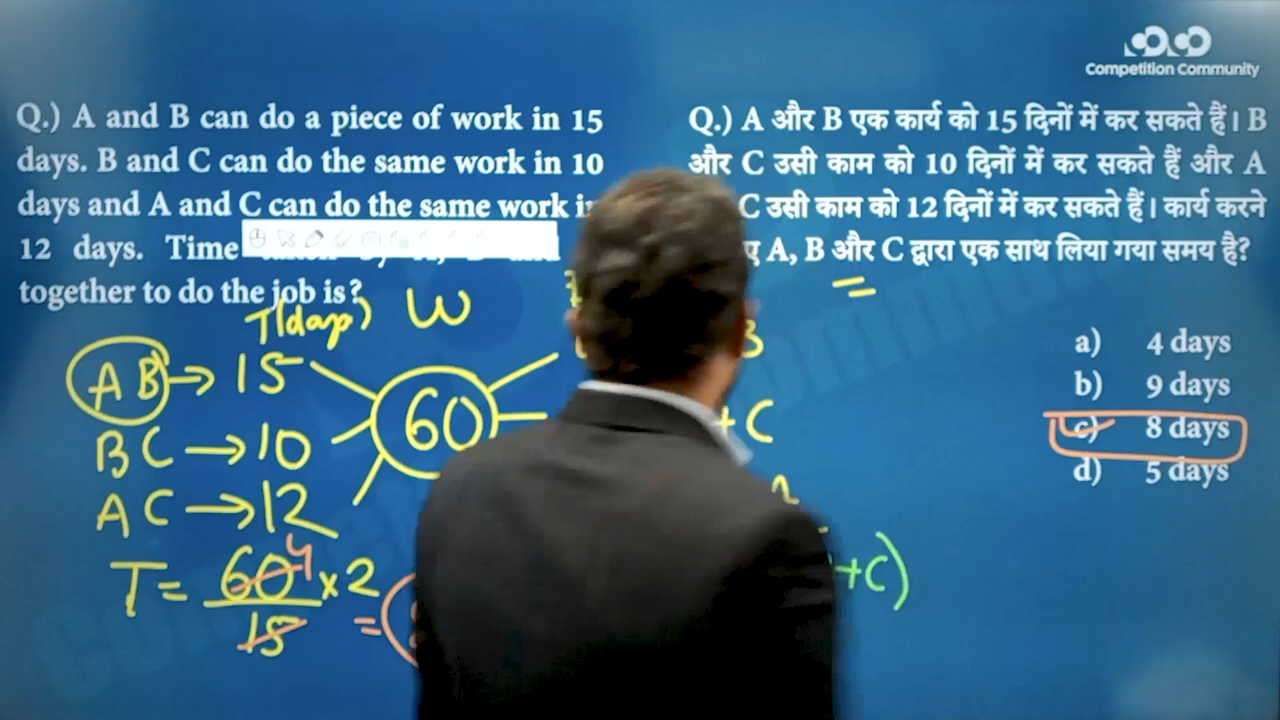 Competition Community
Q.) A and B can do a piece of work in 15
days. B and C can do the same work in 10
days and A and C can do the same work
12 days. Time
together to do the job is?
Q.) A और B एक कार्य को 15 दिनों में कर सकते हैं। B
और C उसी काम को 10 दिनों में कर सकते हैं और A
C उसी काम को 12 दिनों में कर सकते हैं। कार्य करने
A, B और C द्वारा एक साथ लिया गया समय है?
a) 4 days
b) 9 days
c) 8 days
d) 5 days
T(days) W
AB → 15
BC → 10
AC → 12
60
B
+C
T = 60/15 4 × 2
=
+C)